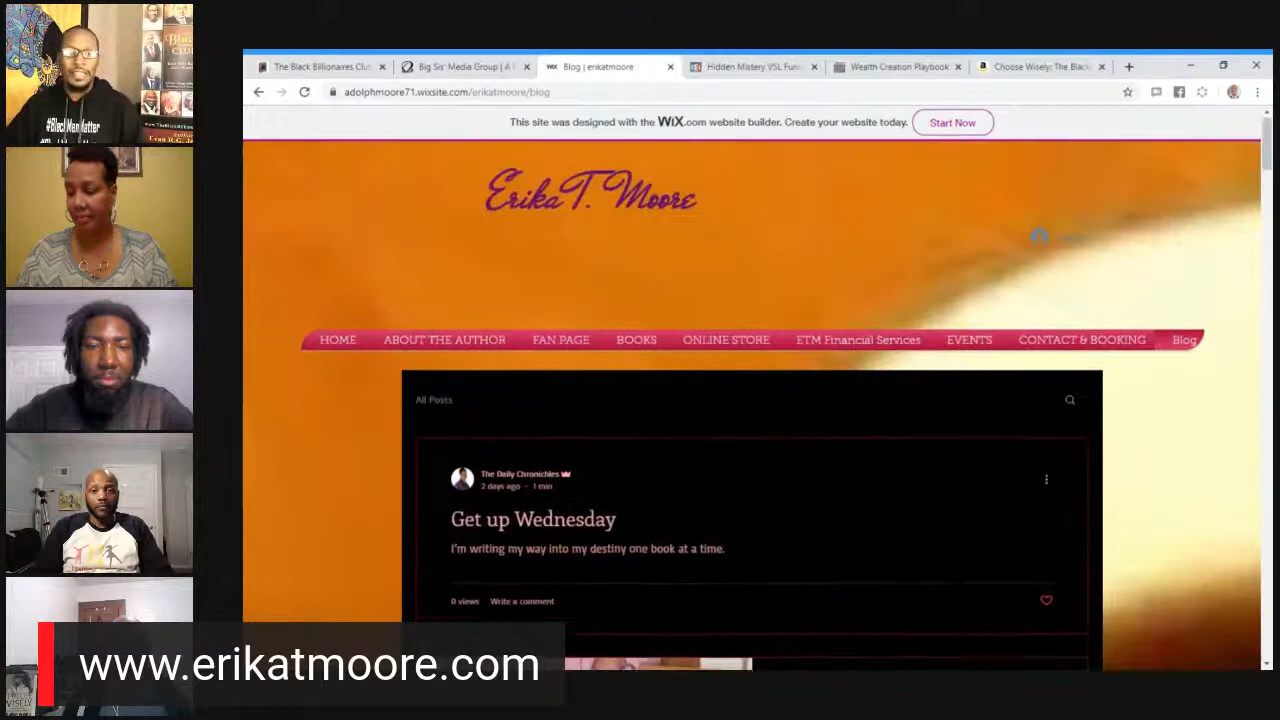 The Black Billionaires Clu
Big Sis' Media Group | A
Blog | erikatmoore
Hidden Mistery VSL Fun
Wealth Creation Playbook
Choose Wisely: The Black
adolphmoore71.wixsite.com/erikatmoore/blog
This site was designed with the WiX.com website builder. Create your website today.
Start Now
Erika T. Moore
HOME ABOUT THE AUTHOR FAN PAGE BOOKS ONLINE STORE ETM Financial Services EVENTS CONTACT & BOOKING Blog
All Posts
The Daily Chronichles
2 days ago · 1 min
Get up Wednesday
I'm writing my way into my destiny one book at a time.
0 views Write a comment
#BlackMenMatter
www.erikatmoore.com